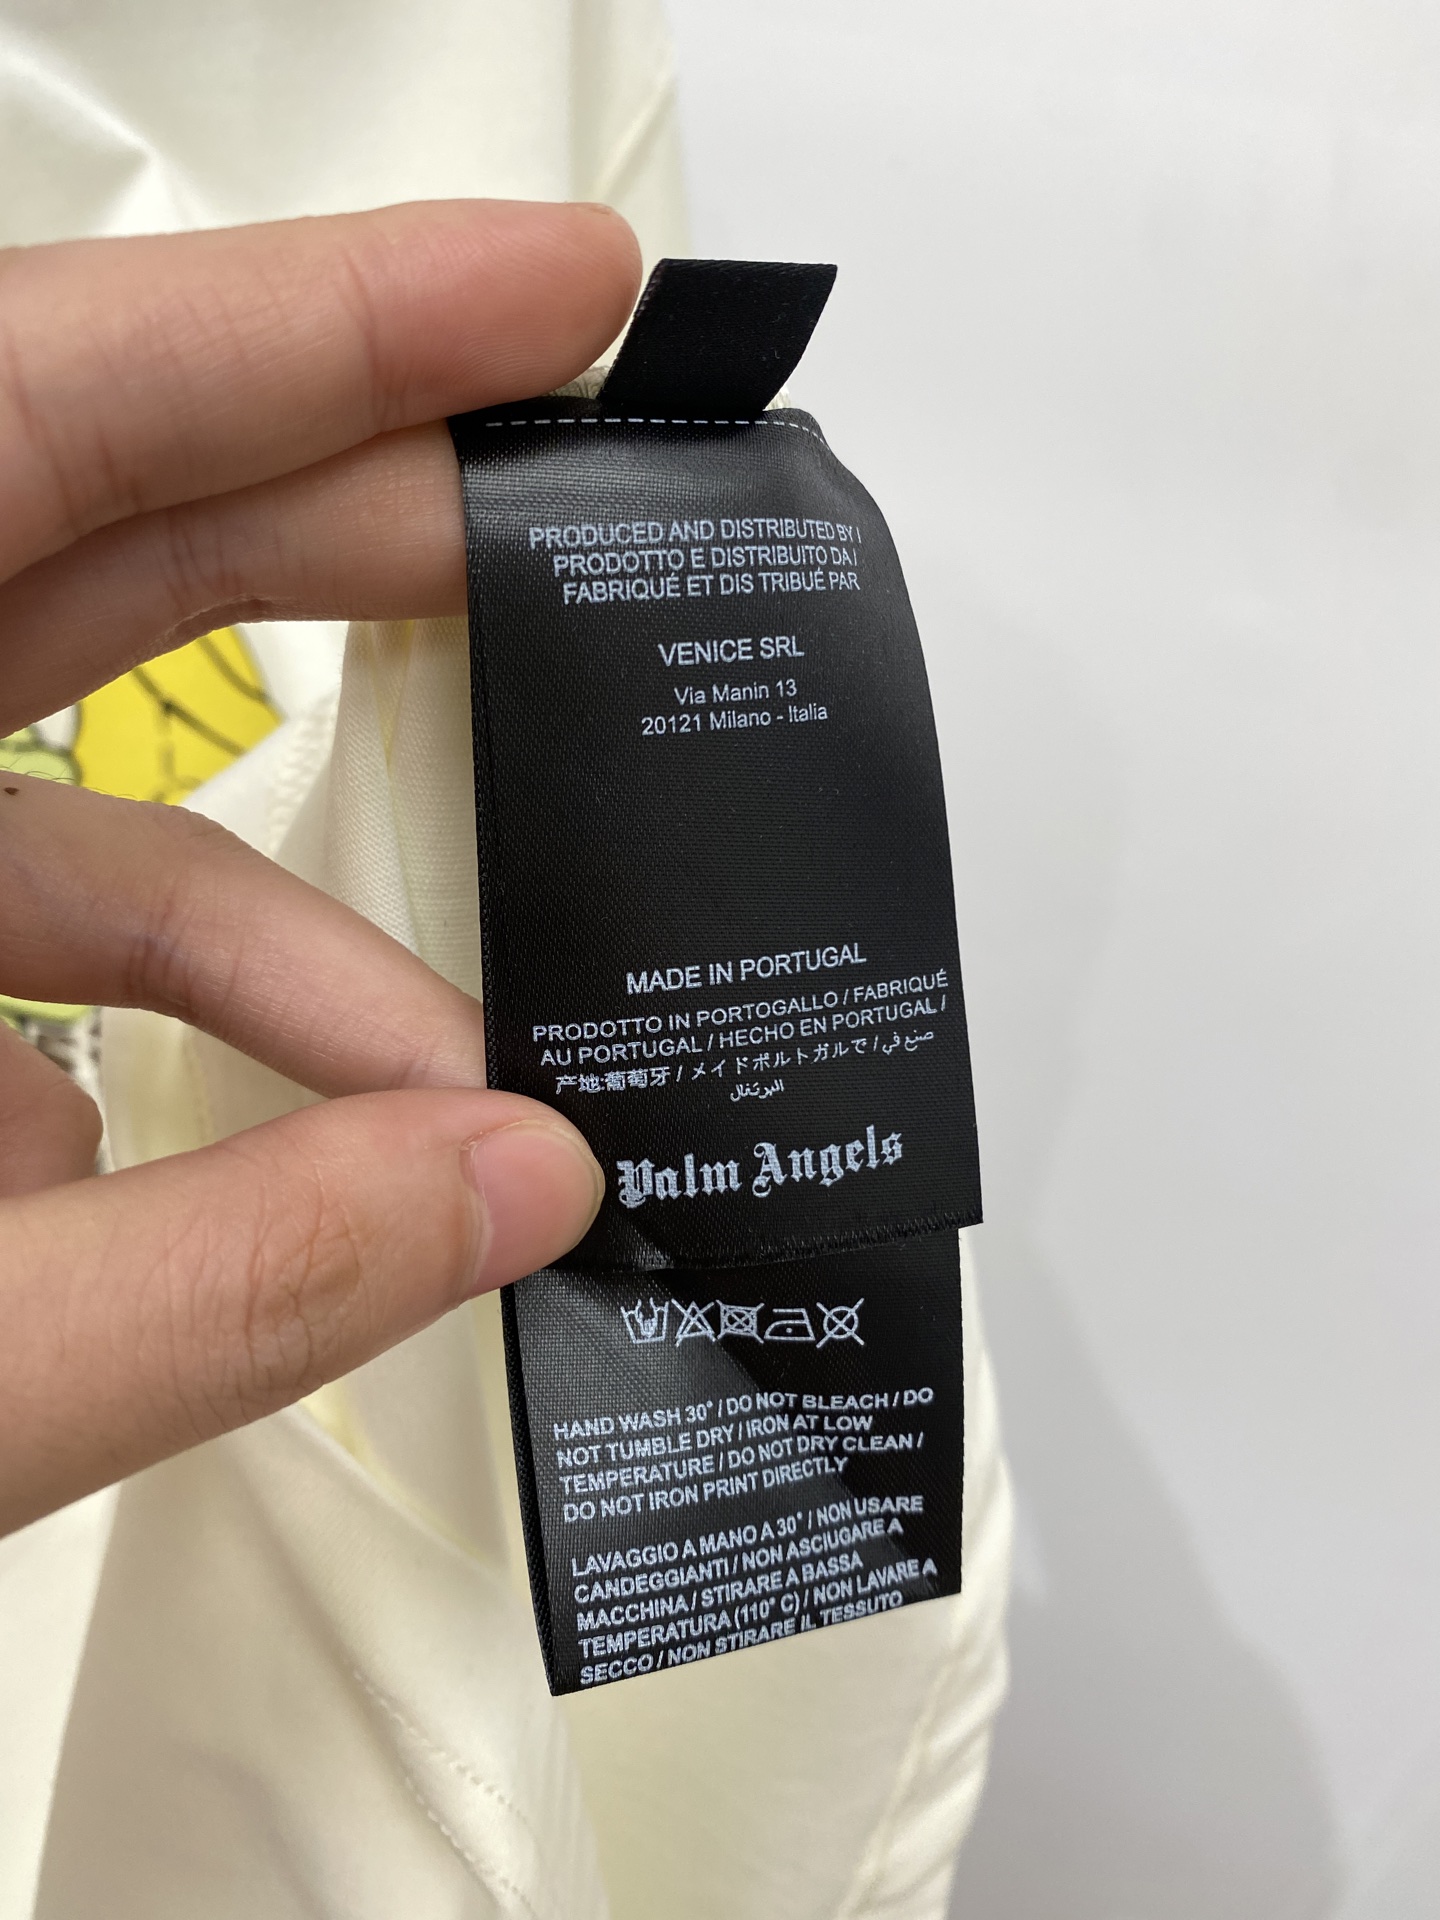 PRODUCED AND DISTRIBUTED BY /
PRODOTTO E DISTRIBUITO DA /
FABRIQUÉ ET DIS TRIBUÉ PAR
VENICE SRL
Via Manin 13
20121 Milano - Italia
MADE IN PORTUGAL
PRODOTTO IN PORTOGALLO / FABRIQUÉ
AU PORTUGAL / HECHO EN PORTUGAL /
产地:葡萄牙 / メイドポルトガルで / صنع في
البرتغال
Palm Angels
HAND WASH 30° / DO NOT BLEACH / DO
NOT TUMBLE DRY / IRON AT LOW
TEMPERATURE / DO NOT DRY CLEAN /
DO NOT IRON PRINT DIRECTLY
LAVAGGIO A MANO A 30° / NON USARE
CANDEGGIANTI / NON ASCIUGARE A
MACCHINA / STIRARE A BASSA
TEMPERATURA (110° C) / NON LAVARE A
SECCO / NON STIRARE IL TESSUTO